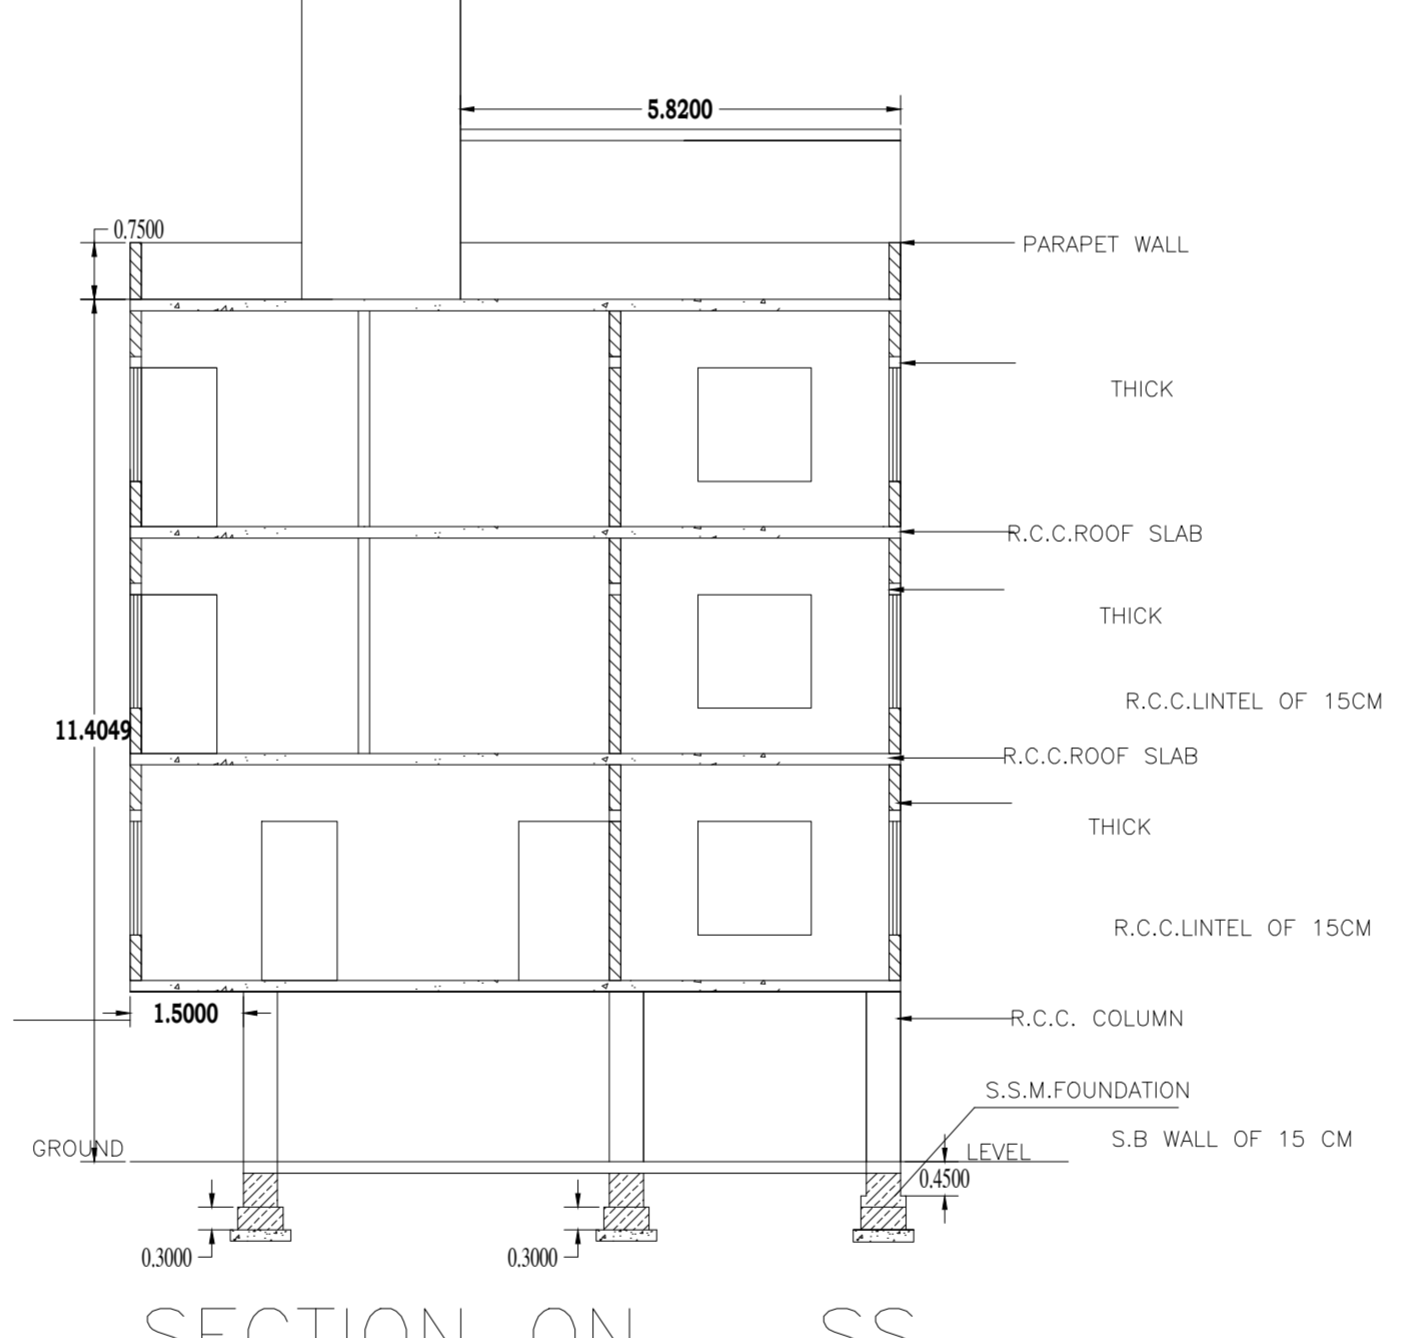 5.8200
0.7500
PARAPET WALL
THICK
R.C.C.ROOF SLAB
THICK
R.C.C.LINTEL OF 15CM
11.4049
R.C.C.ROOF SLAB
THICK
R.C.C.LINTEL OF 15CM
1.5000
R.C.C. COLUMN
S.S.M.FOUNDATION
S.B WALL OF 15 CM
GROUND
LEVEL
0.4500
0.3000
0.3000
SECTION ON SS